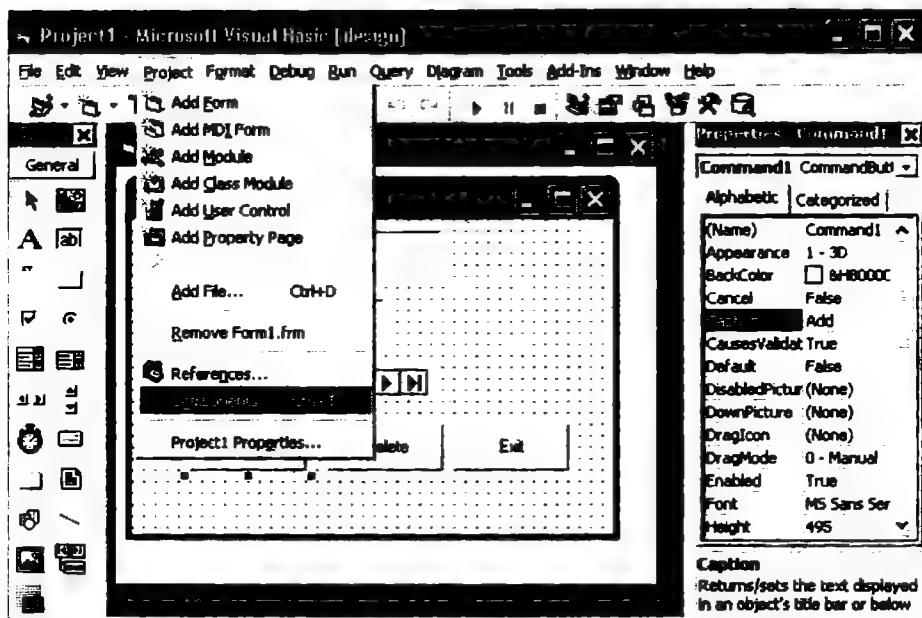 Project1 - Microsoft Visual Basic [design]
File Edit View Project Format Debug Run Query Diagram Tools Add-Ins Window Help
General
Add Form
Add MDI Form
Add Module
Add Class Module
Add User Control
Add Property Page
Add File... Ctrl+D
Remove Form1.frm
References...
Project1 Properties...
Exit
Properties Command1
Command1 CommandButt
Alphabetic Categorized
(Name) Command1
Appearance 1 - 3D
BackColor
Cancel False
Add
CausesValidat True
Default False
DisabledPictur (None)
DownPicture (None)
DragIcon (None)
DragMode 0 - Manual
Enabled True
Font MS Sans Ser
Height 495
Caption
Returns/sets the text displayed
in an object's title bar or below